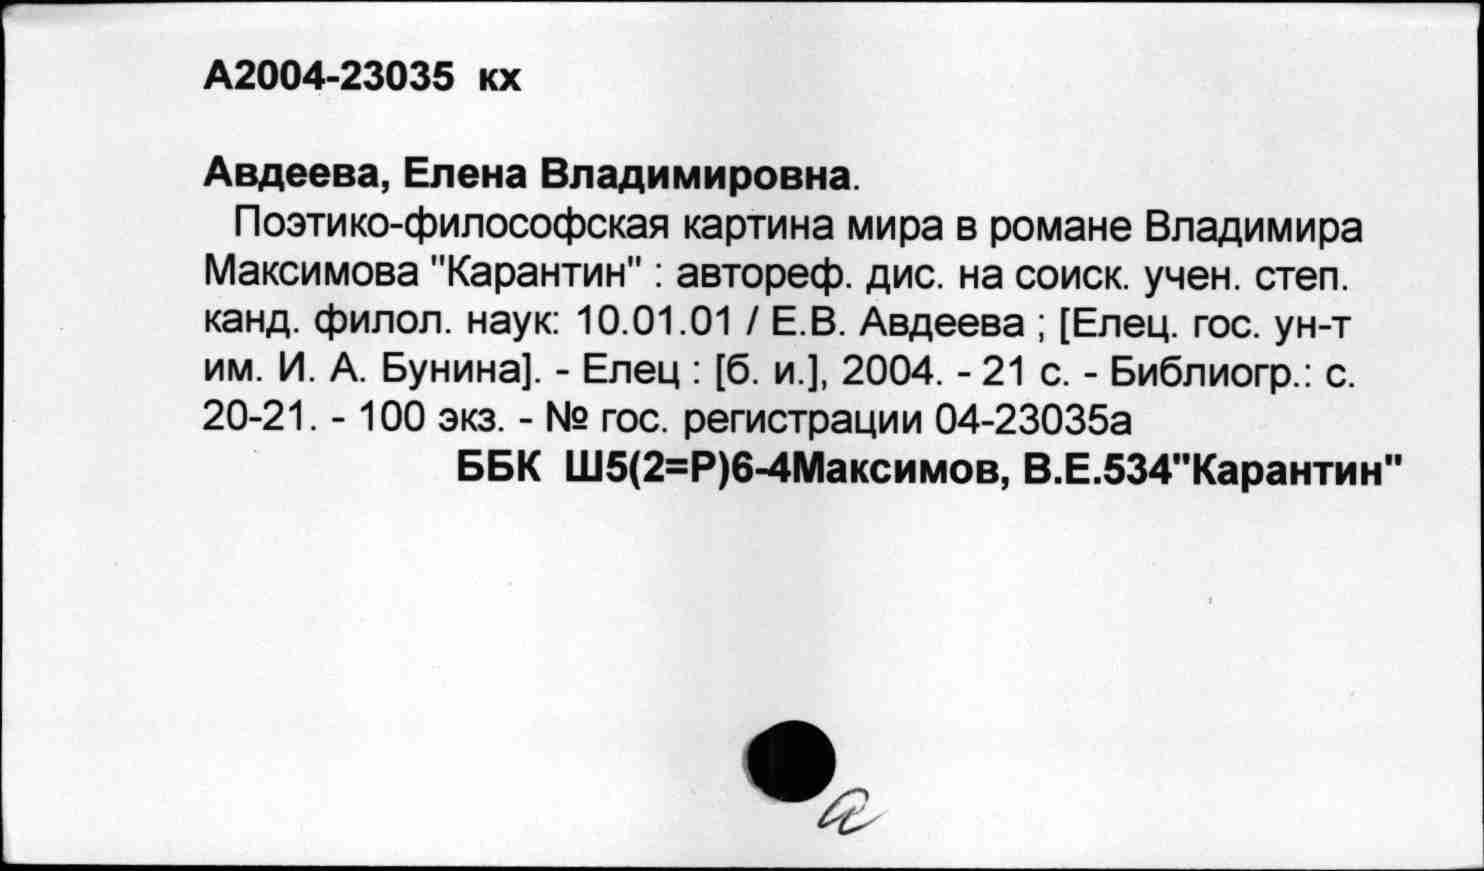 А2004-23035 кх
Авдеева, Елена Владимировна.
Поэтико-философская картина мира в романе Владимира
Максимова "Карантин" : автореф. дис. на соиск. учен. степ.
канд. филол. наук: 10.01.01 / Е.В. Авдеева ; [Елец. гос. ун-т
им. И. А. Бунина]. - Елец : [б. и.], 2004. - 21 с. - Библиогр.: с.
20-21. - 100 экз. - № гос. регистрации 04-23035а
ББК Ш5(2=Р)6-4Максимов, В.Е.534"Карантин"
а